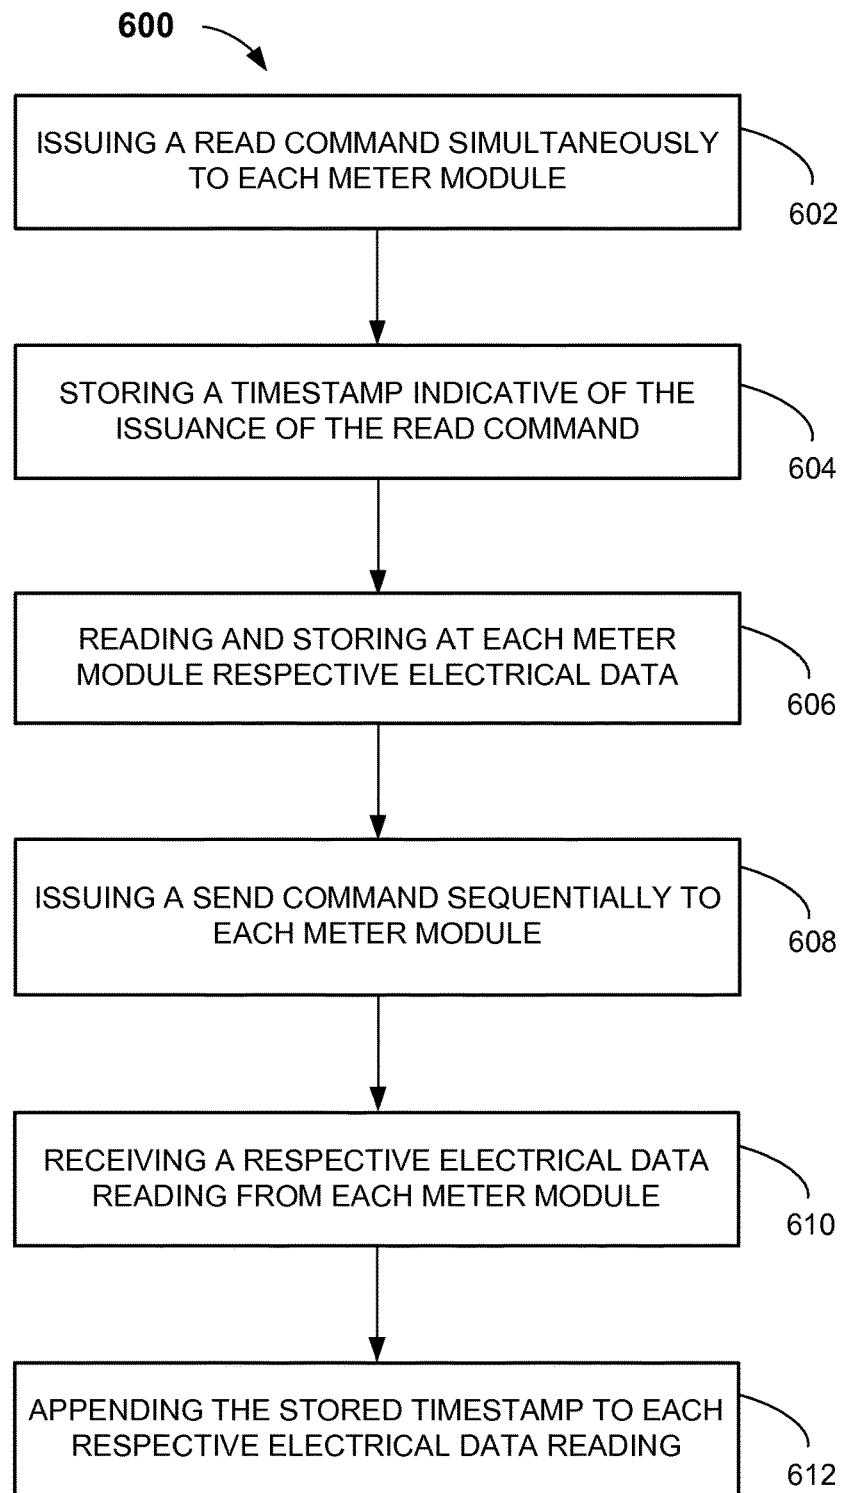 600
ISSUING A READ COMMAND SIMULTANEOUSLY
TO EACH METER MODULE
602
STORING A TIMESTAMP INDICATIVE OF THE
ISSUANCE OF THE READ COMMAND
604
READING AND STORING AT EACH METER
MODULE RESPECTIVE ELECTRICAL DATA
606
ISSUING A SEND COMMAND SEQUENTIALLY TO
EACH METER MODULE
608
RECEIVING A RESPECTIVE ELECTRICAL DATA
READING FROM EACH METER MODULE
610
APPENDING THE STORED TIMESTAMP TO EACH
RESPECTIVE ELECTRICAL DATA READING
612